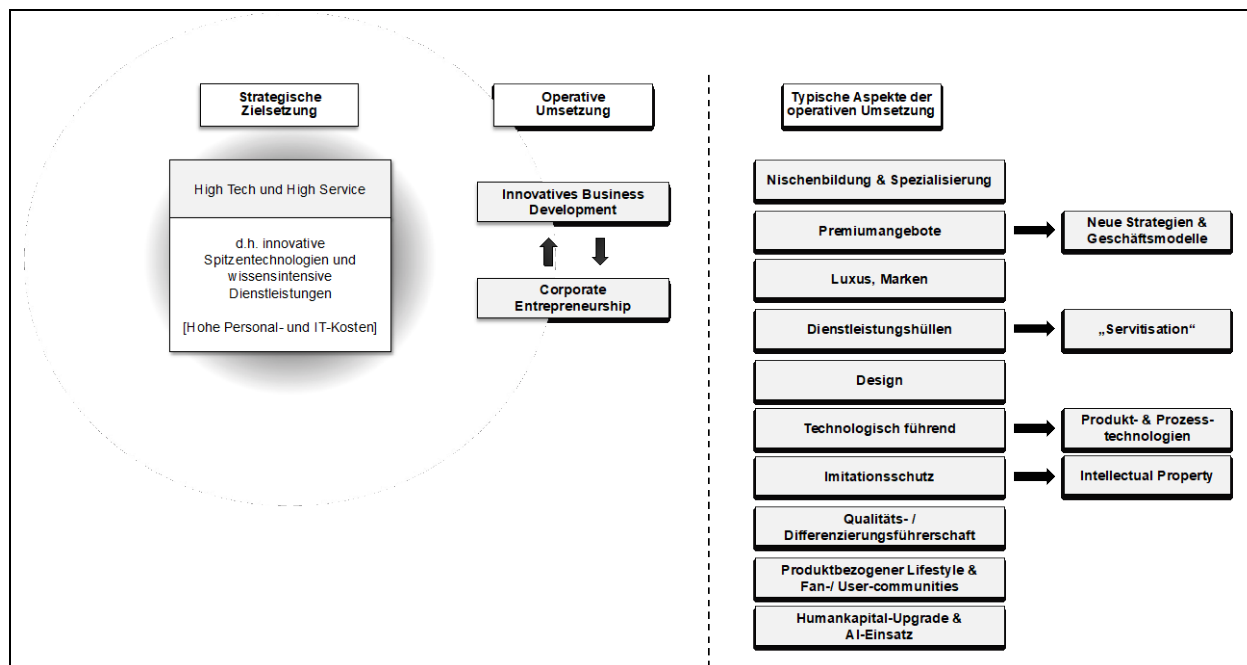 Strategische
Zielsetzung
Operative
Umsetzung
Typische Aspekte der
operativen Umsetzung
High Tech und High Service
d.h. innovative
Spitzentechnologien und
wissensintensive
Dienstleistungen
[Hohe Personal- und IT-Kosten]
Innovatives Business
Development
Corporate
Entrepreneurship
Nischenbildung & Spezialisierung
Premiumangebote
Neue Strategien &
Geschäftsmodelle
Luxus, Marken
Dienstleistungshüllen
„Servitisation“
Design
Technologisch führend
Produkt- & Prozess-
technologien
Imitationsschutz
Intellectual Property
Qualitäts- /
Differenzierungsführerschaft
Produktbezogener Lifestyle &
Fan-/ User-communities
Humankapital-Upgrade &
AI-Einsatz